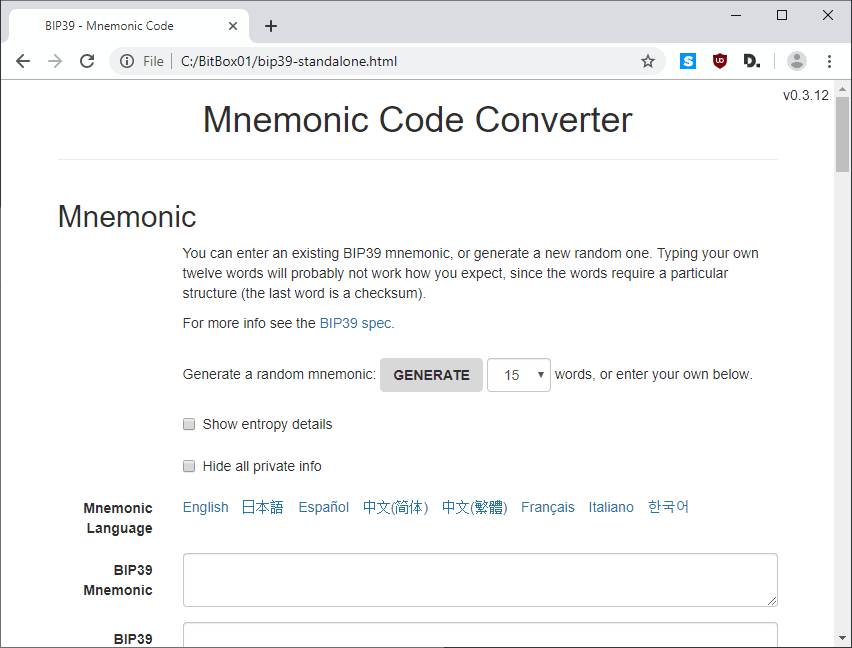 BIP39 - Mnemonic Code
File C:/BitBox01/bip39-standalone.html
v0.3.12
Mnemonic Code Converter
Mnemonic
You can enter an existing BIP39 mnemonic, or generate a new random one. Typing your own
twelve words will probably not work how you expect, since the words require a particular
structure (the last word is a checksum).
For more info see the BIP39 spec.
Generate a random mnemonic: GENERATE 15 words, or enter your own below.
Show entropy details
Hide all private info
Mnemonic Language
English 日本語 Español 中文(简体) 中文(繁體) Français Italiano 한국어
BIP39
Mnemonic
BIP39